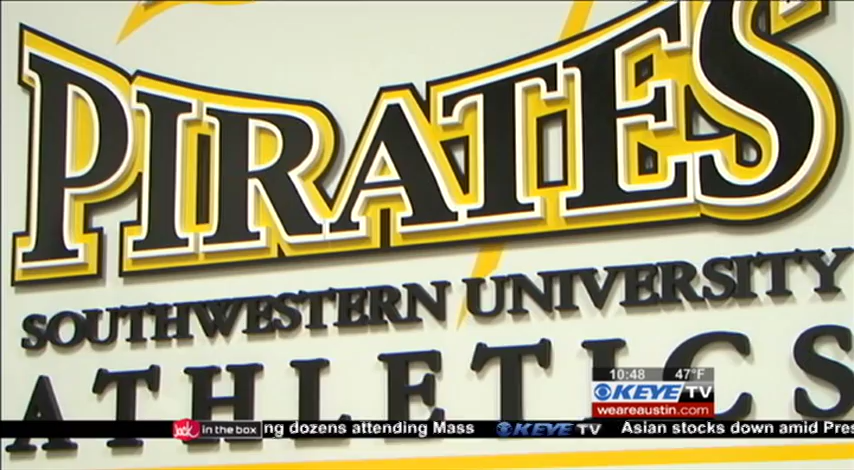 PIRATES
SOUTHWESTERN UNIVERSITY
ATHLETICS
10:48 47°F
KEYE TV
weareaustin.com
Jack in the box ng dozens attending Mass KEYE TV Asian stocks down amid Pres